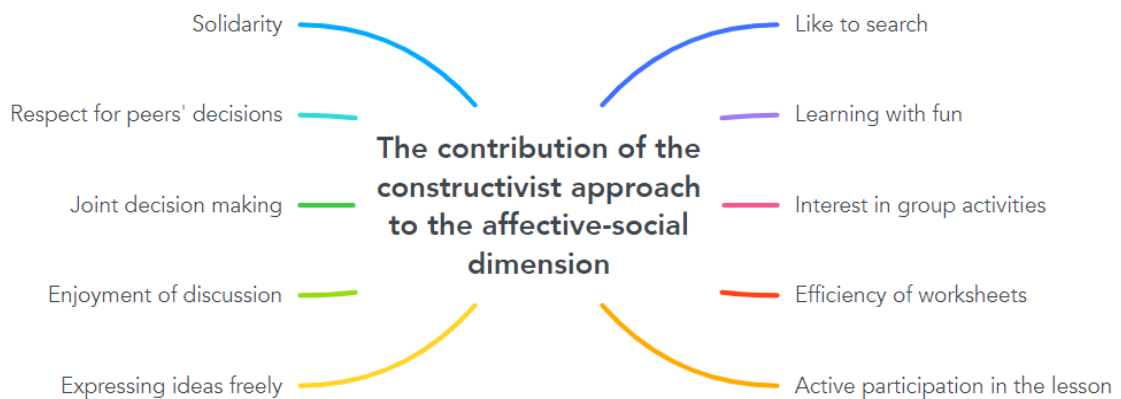 Solidarity
Respect for peers' decisions
Joint decision making
Enjoyment of discussion
Expressing ideas freely
The contribution of the
constructivist approach
to the affective-social
dimension
Like to search
Learning with fun
Interest in group activities
Efficiency of worksheets
Active participation in the lesson